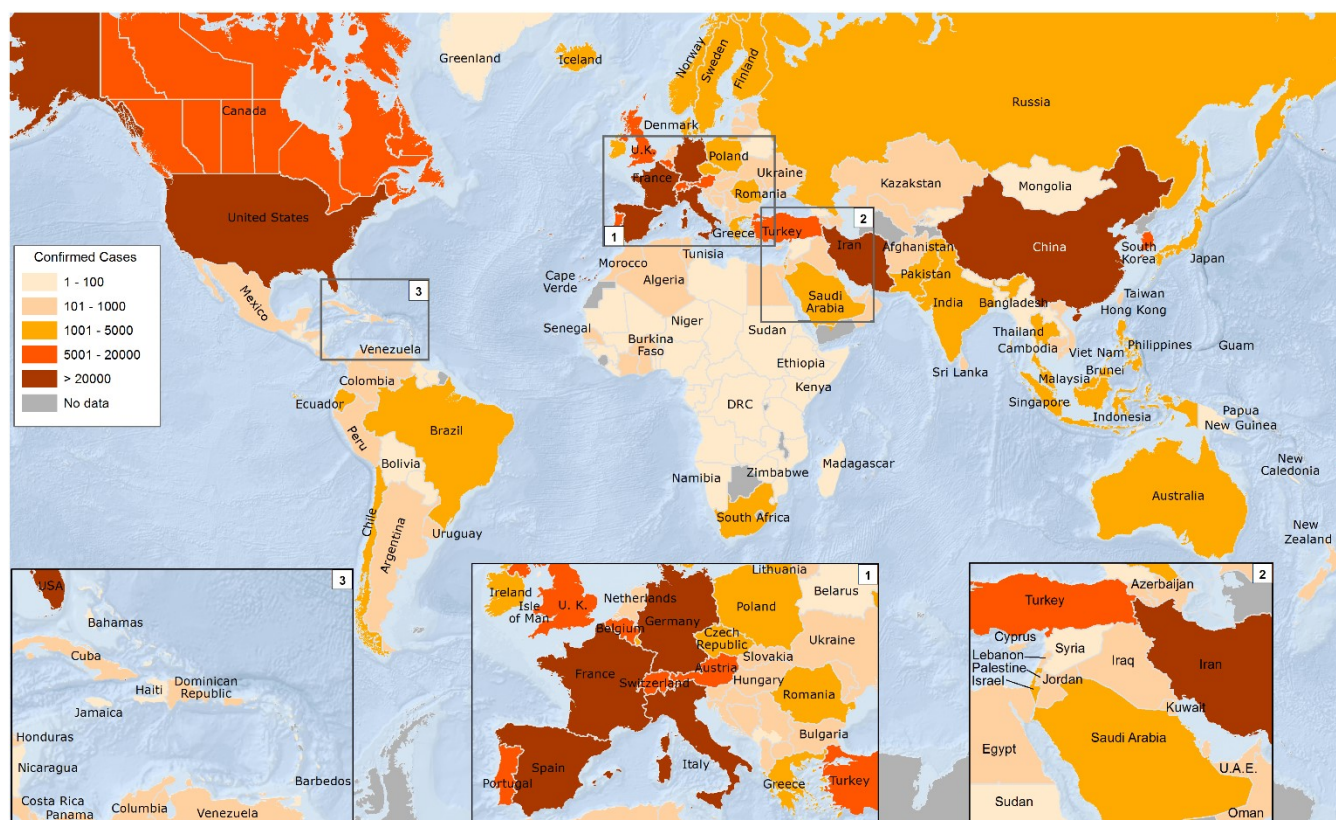 Greenland
Iceland
Norway
Sweden
Finland
Russia
Canada
Denmark
U.K.
Poland
France
Ukraine
Romania
Kazakstan
Mongolia
United States
1
Greece
Turkey
2
Iran
Afghanistan
China
South
Korea
Japan
Confirmed Cases
1 - 100
101 - 1000
1001 - 5000
5001 - 20000
> 20000
No data
Mexico
3
Morocco
Tunisia
Algeria
Cape
Verde
Saudi
Arabia
Pakistan
India
Bangladesh
Taiwan
Hong Kong
Senegal
Niger
Burkina
Faso
Sudan
Ethiopia
Kenya
DRC
Thailand
Cambodia
Viet Nam
Philippines
Guam
Sri Lanka
Malaysia
Brunei
Singapore
Indonesia
Papua
New Guinea
Venezuela
Colombia
Ecuador
Peru
Brazil
Bolivia
Chile
Argentina
Uruguay
Namibia
Zimbabwe
Madagascar
South Africa
Australia
New
Caledonia
New
Zealand
3
USA
Bahamas
Cuba
Haiti
Dominican
Republic
Jamaica
Honduras
Nicaragua
Barbedos
Costa Rica
Panama
Columbia
Venezuela
1
Lithuania
Ireland
Isle
of Man
U. K.
Netherlands
Germany
Poland
Belarus
Belgium
Czech
Republic
Ukraine
Slovakia
Austria
France
Switzerland
Hungary
Romania
Bulgaria
Spain
Portugal
Italy
Greece
Turkey
2
Azerbaijan
Turkey
Cyprus
Lebanon
Palestine
Israel
Syria
Iraq
Iran
Jordan
Kuwait
Saudi Arabia
Egypt
U.A.E.
Sudan
Oman